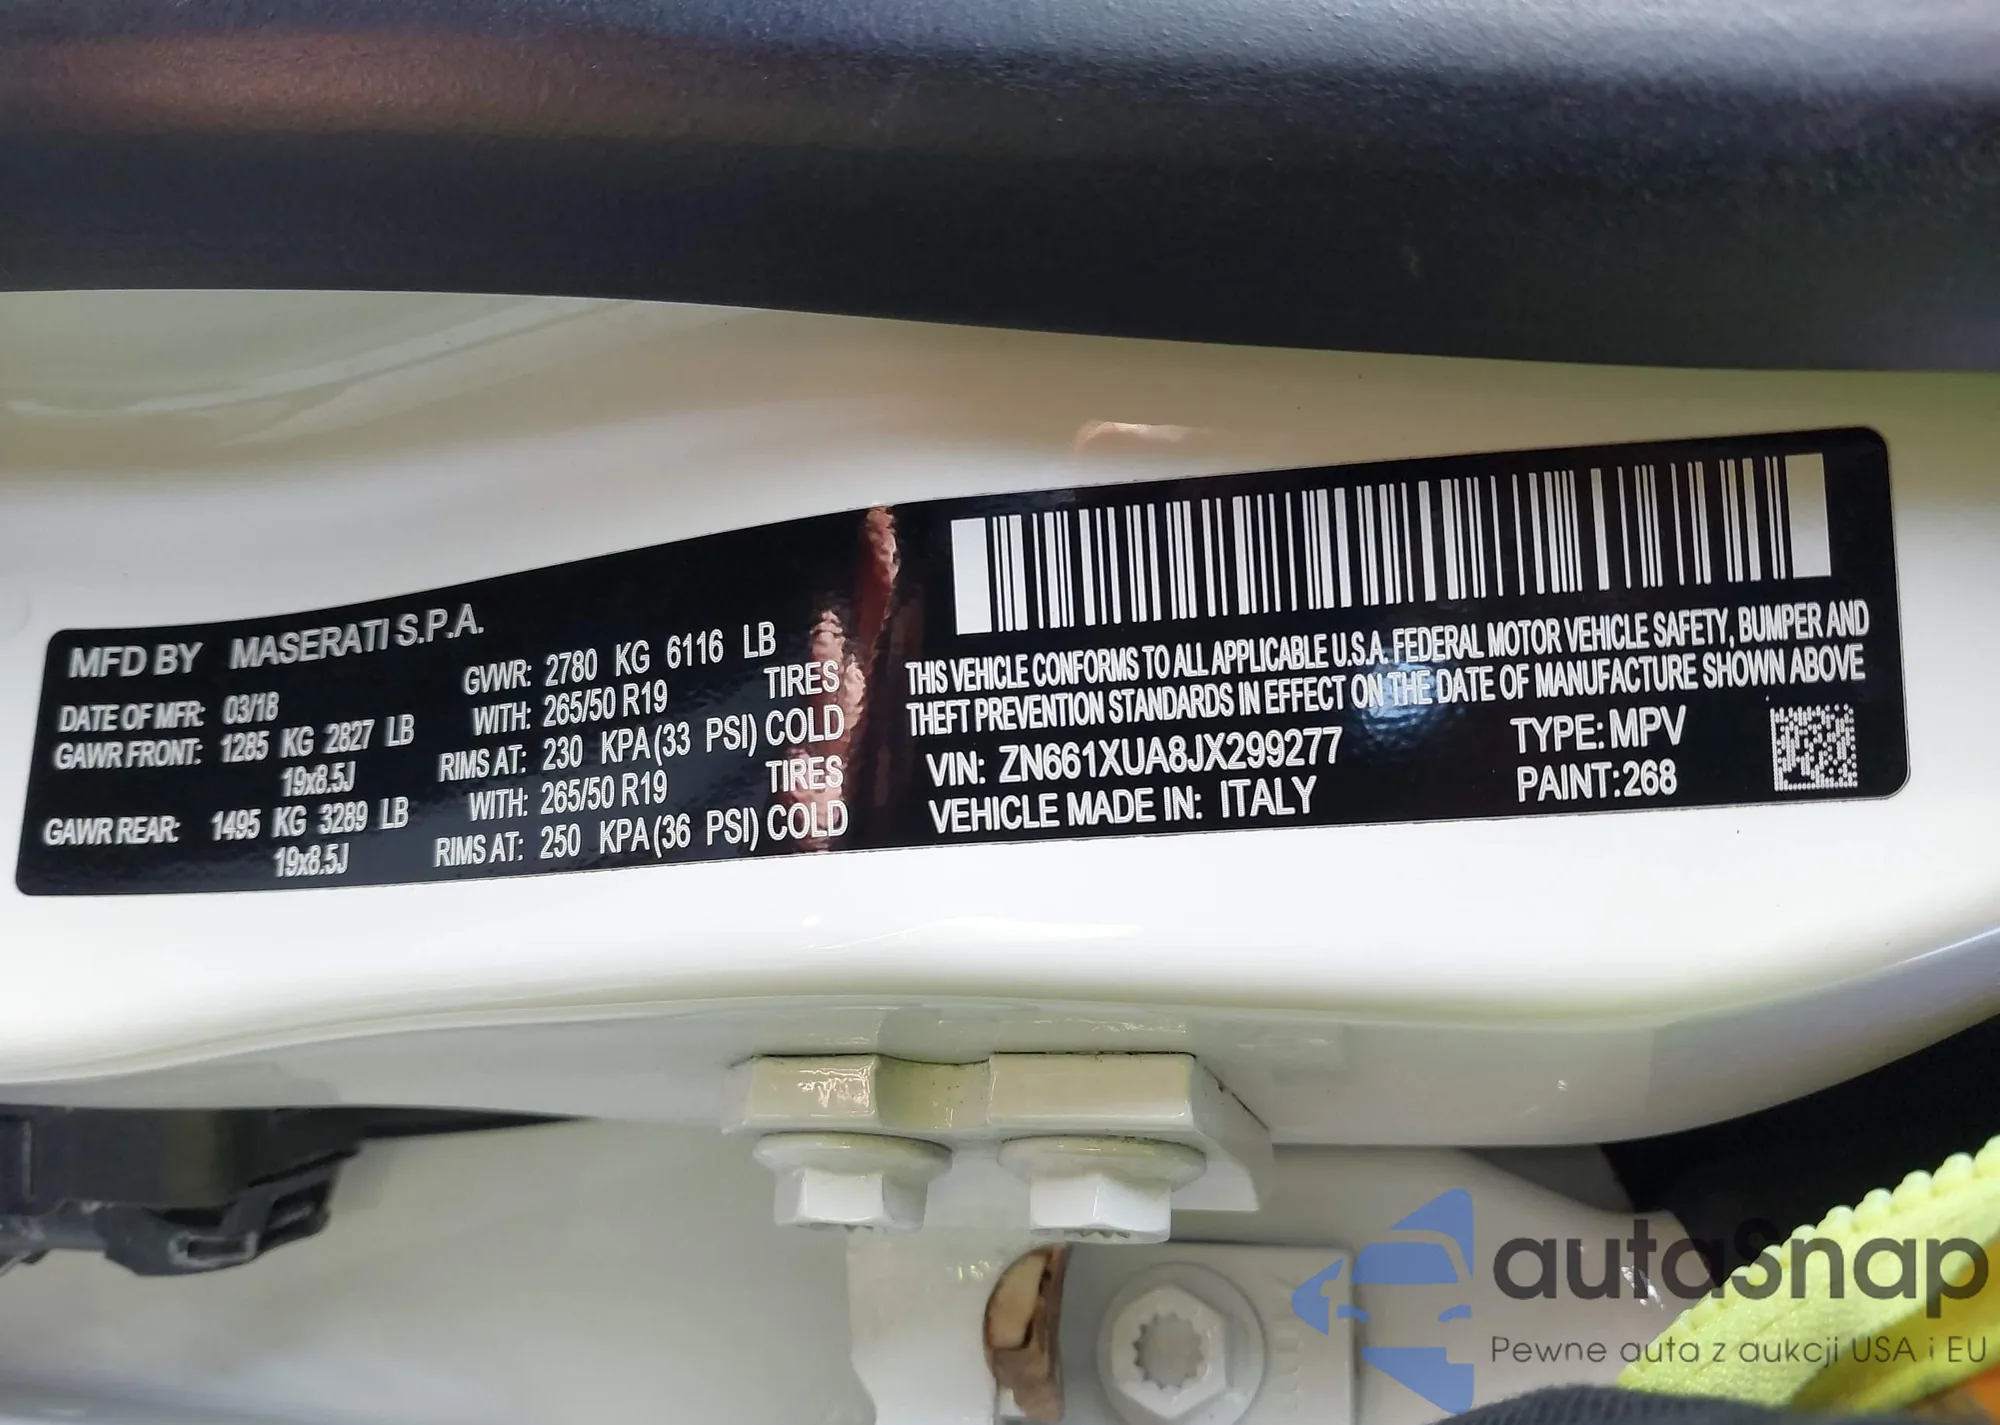 MFD BY MASERATI S.P.A.
DATE OF MFR: 03/18 GVWR: 2780 KG 6116 LB
GAWR FRONT: 1285 KG 2827 LB WITH: 265/50 R19 TIRES
19x8.5J RIMS AT: 230 KPA (33 PSI) COLD
GAWR REAR: 1495 KG 3289 LB WITH: 265/50 R19 TIRES
19x8.5J RIMS AT: 250 KPA (36 PSI) COLD
THIS VEHICLE CONFORMS TO ALL APPLICABLE U.S.A. FEDERAL MOTOR VEHICLE SAFETY, BUMPER AND
THEFT PREVENTION STANDARDS IN EFFECT ON THE DATE OF MANUFACTURE SHOWN ABOVE
VIN: ZN661XUA8JX299277 TYPE: MPV
VEHICLE MADE IN: ITALY PAINT: 268
autaSnap
Pewne auta z aukcji USA i EU